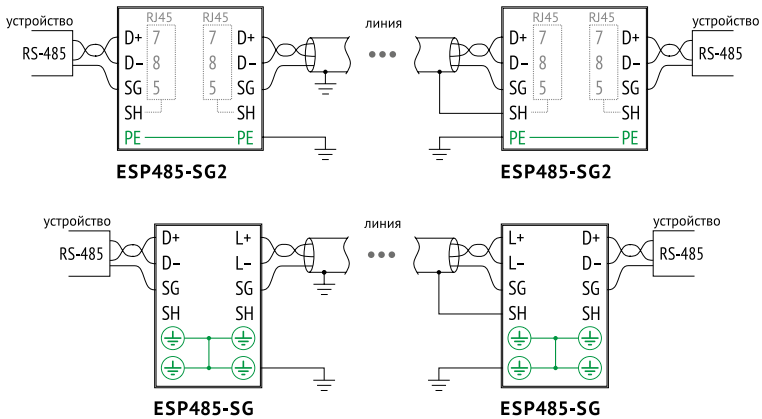 устройство RJ45 RJ45 линия RJ45 RJ45 устройство
RS-485 D+ 7 7 D+ D+ 7 7 D+ RS-485
D− 8 8 D− D− 8 8 D−
SG 5 5 SG SG 5 5 SG
SH SH SH SH
PE PE PE PE
ESP485-SG2 ESP485-SG2
устройство линия устройство
RS-485 D+ L+ L+ D+ RS-485
D− L− L− D−
SG SG SG SG
SH SH SH SH
ESP485-SG ESP485-SG